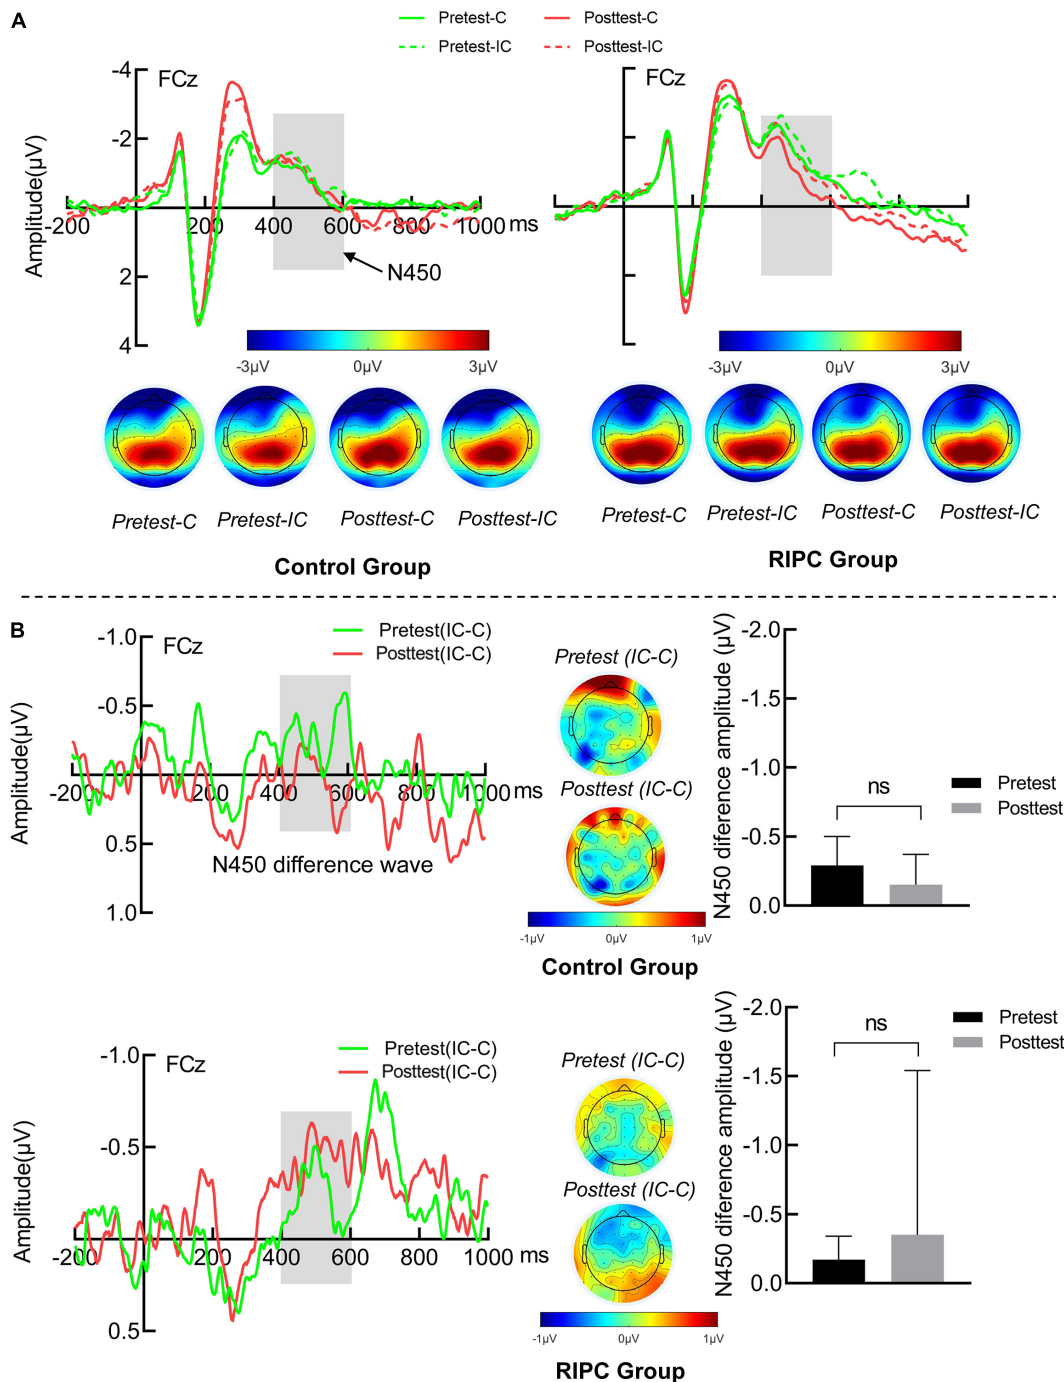 A
Pretest-C
Posttest-C
Pretest-IC
Posttest-IC
-4
FCz
-2
Amplitude(μV)
-200
200
400
600
800
1000 ms
2
N450
4
FCz
-3μV
0μV
3μV
-3μV
0μV
3μV
Pretest-C
Pretest-IC
Posttest-C
Posttest-IC
Pretest-C
Pretest-IC
Posttest-C
Posttest-IC
Control Group
RIPC Group
B
-1.0
FCz
Pretest(IC-C)
Posttest(IC-C)
-0.5
Amplitude(μV)
-200
200
400
600
800
1000 ms
0.5
N450 diference wave
1.0
Pretest (IC-C)
Posttest (IC-C)
-1μV
0μV
1μV
Control Group
N450 diference amplitude (μV)
-2.0
-1.5
-1.0
-0.5
0.0
ns
Pretest
Posttest
-1.0
FCz
Pretest(IC-C)
Posttest(IC-C)
-0.5
Amplitude(μV)
-200
200
400
600
800
1000 ms
0.5
Pretest (IC-C)
Posttest (IC-C)
-1μV
0μV
1μV
RIPC Group
N450 diference amplitude (μV)
-2.0
-1.5
-1.0
-0.5
0.0
ns
Pretest
Posttest